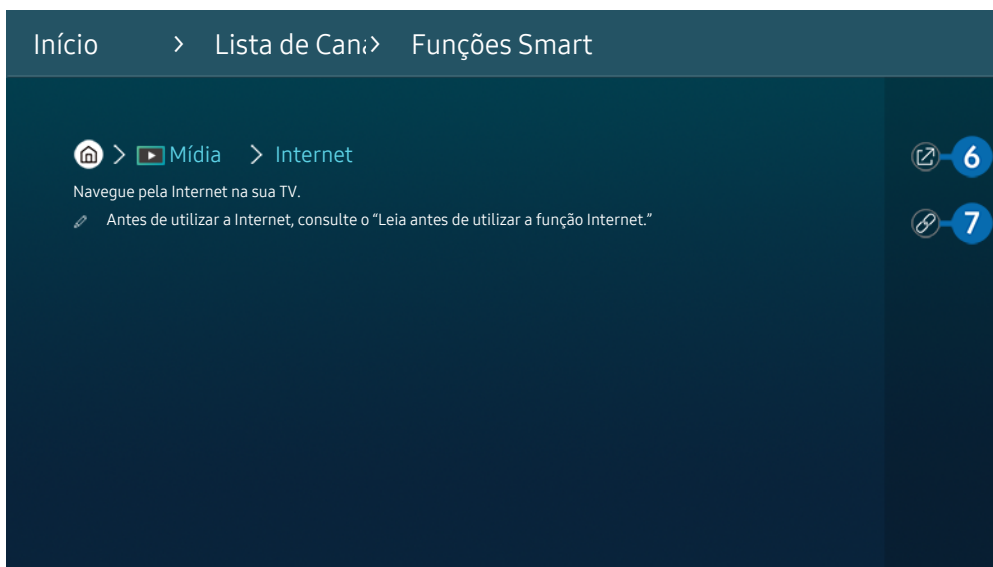 Início > Lista de Can > Funções Smart
> Mídia > Internet
6
Navegue pela Internet na sua TV.
Antes de utilizar a Internet, consulte o “Leia antes de utilizar a função Internet.”
7